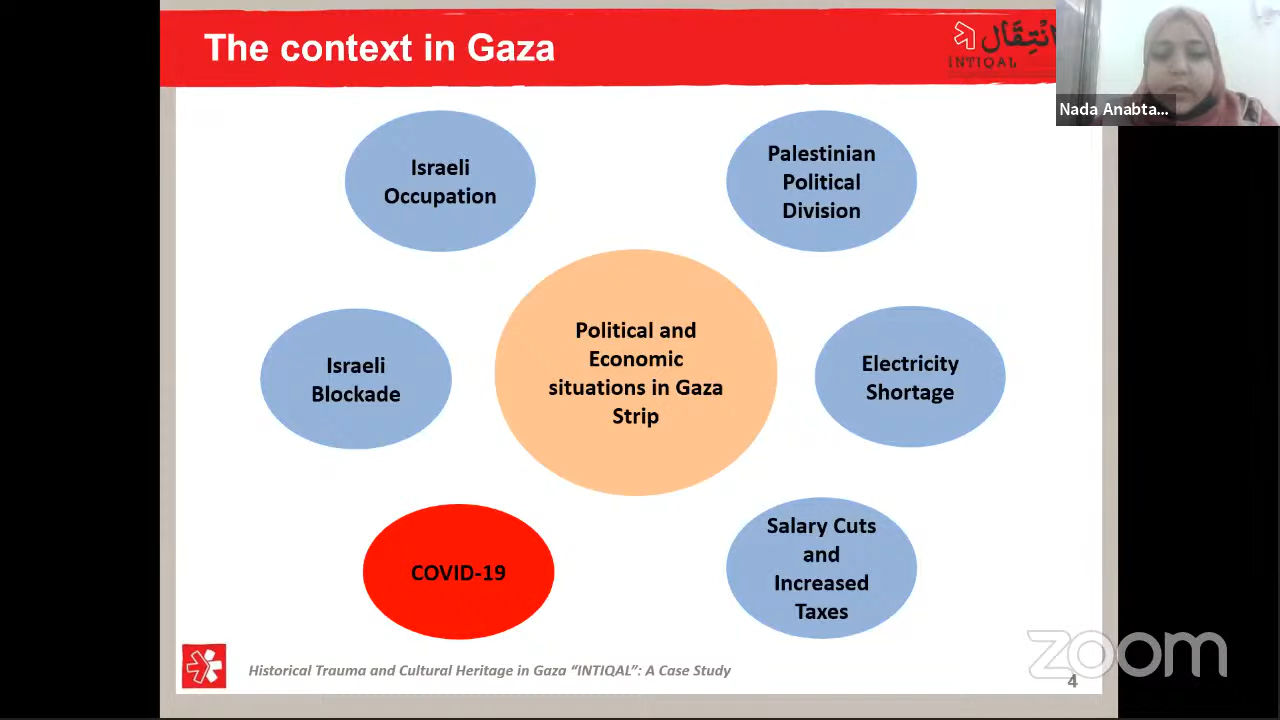 The context in Gaza
انْتِقَال
INTIQAL
Nada Anabta...
Israeli
Occupation
Palestinian
Political
Division
Political and
Economic
situations in Gaza
Strip
Israeli
Blockade
Electricity
Shortage
COVID-19
Salary Cuts
and
Increased
Taxes
Historical Trauma and Cultural Heritage in Gaza “INTIQAL”: A Case Study
zoom
4